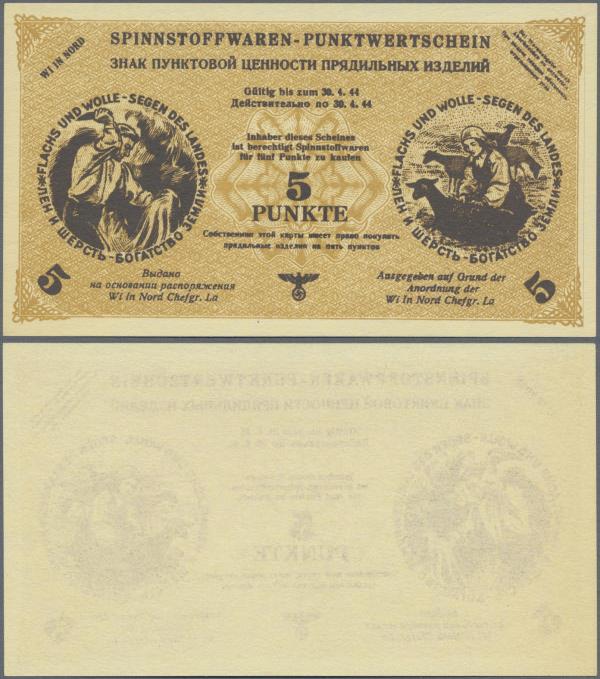 WI IN NORD
SPINNSTOFFWAREN-PUNKTWERTSCHEIN
ЗНАК ПУНКТОВОЙ ЦЕННОСТИ ПРЯДИЛЬНЫХ ИЗДЕЛИЙ
Gültig bis zum 30. 4. 44
Действительно по 30. 4. 44
FLACHS UND WOLLE - SEGEN DES LANDES
ЛЕН И ШЕРСТЬ - БОГАТСТВО ЗЕМЛИ
Inhaber dieses Scheines
ist berechtigt Spinnstoffwaren
für fünf Punkte zu kaufen
5
PUNKTE
Собственник этой карты имеет право покупать
прядильные изделия на пять пунктов
FLACHS UND WOLLE - SEGEN DES LANDES
ЛЕН И ШЕРСТЬ - БОГАТСТВО ЗЕМЛИ
5
Выдано
на основании распоряжения
Wi In Nord Chefgr. La
Ausgegeben auf Grund der
Anordnung der
Wi In Nord Chefgr. La
5